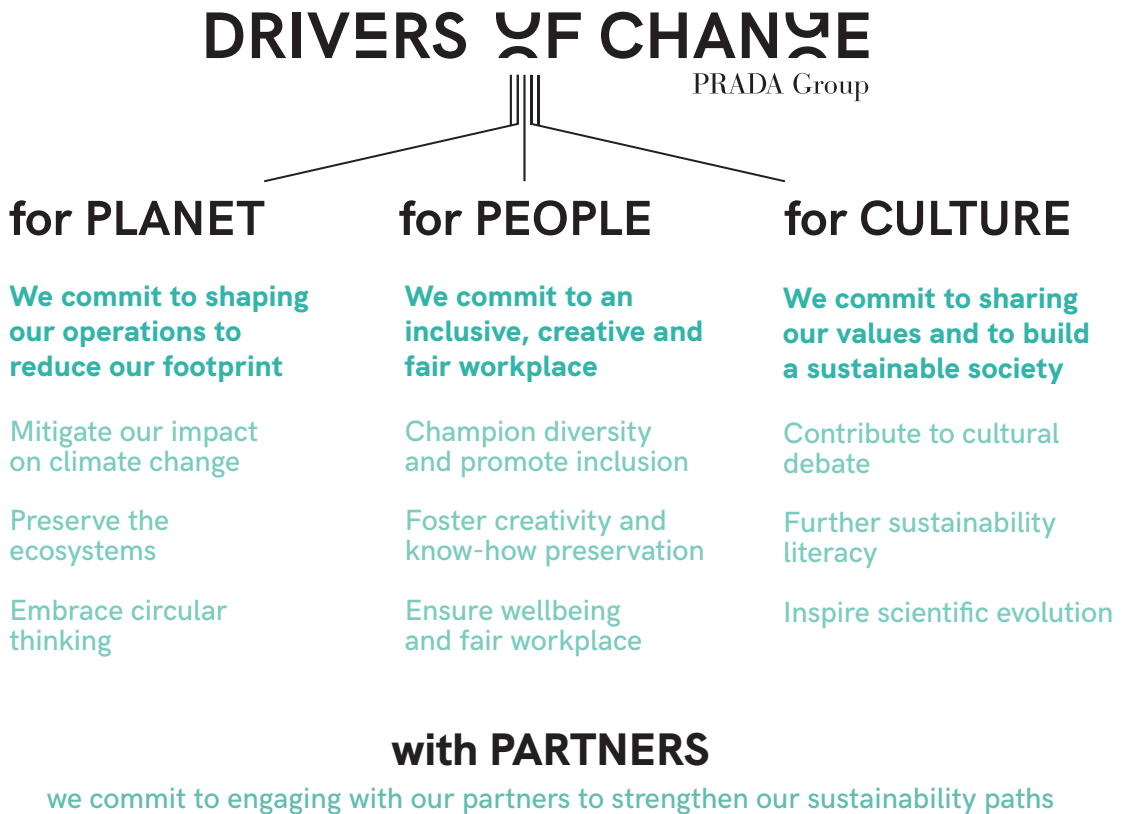 DRIVERS OF CHANGE
PRADA Group
for PLANET
We commit to shaping
our operations to
reduce our footprint
Mitigate our impact
on climate change
Preserve the
ecosystems
Embrace circular
thinking
for PEOPLE
We commit to an
inclusive, creative and
fair workplace
Champion diversity
and promote inclusion
Foster creativity and
know-how preservation
Ensure wellbeing
and fair workplace
for CULTURE
We commit to sharing
our values and to build
a sustainable society
Contribute to cultural
debate
Further sustainability
literacy
Inspire scientific evolution
with PARTNERS
we commit to engaging with our partners to strengthen our sustainability paths